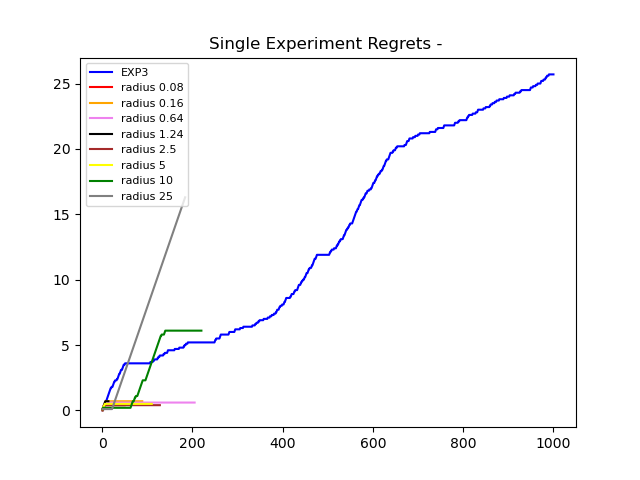 Single Experiment Regrets -
EXP3
radius 0.08
radius 0.16
radius 0.64
radius 1.24
radius 2.5
radius 5
radius 10
radius 25
25
20
15
10
5
0
0 200 400 600 800 1000